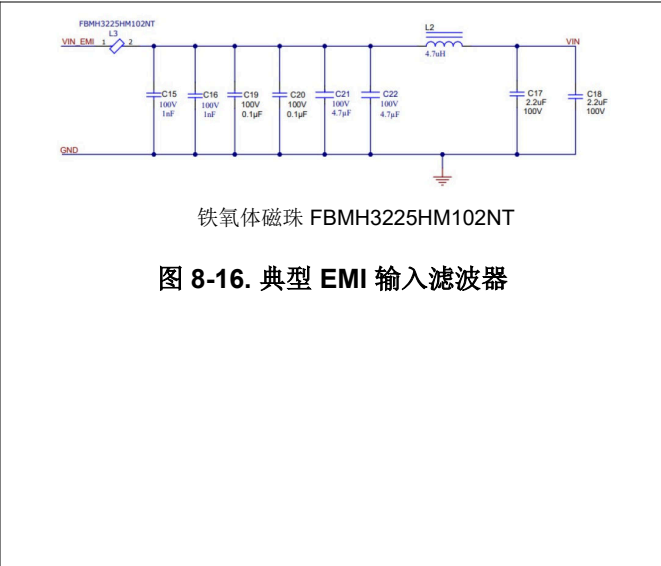 FBMH3225HM102NT
L3
VIN_EMI 1 2
L2
4.7uH
VIN
C15
100V
1nF
C16
100V
1nF
C19
100V
0.1µF
C20
100V
0.1µF
C21
100V
4.7µF
C22
100V
4.7µF
C17
2.2uF
100V
C18
2.2uF
100V
GND
铁氧体磁珠 FBMH3225HM102NT
图 8-16. 典型 EMI 输入滤波器